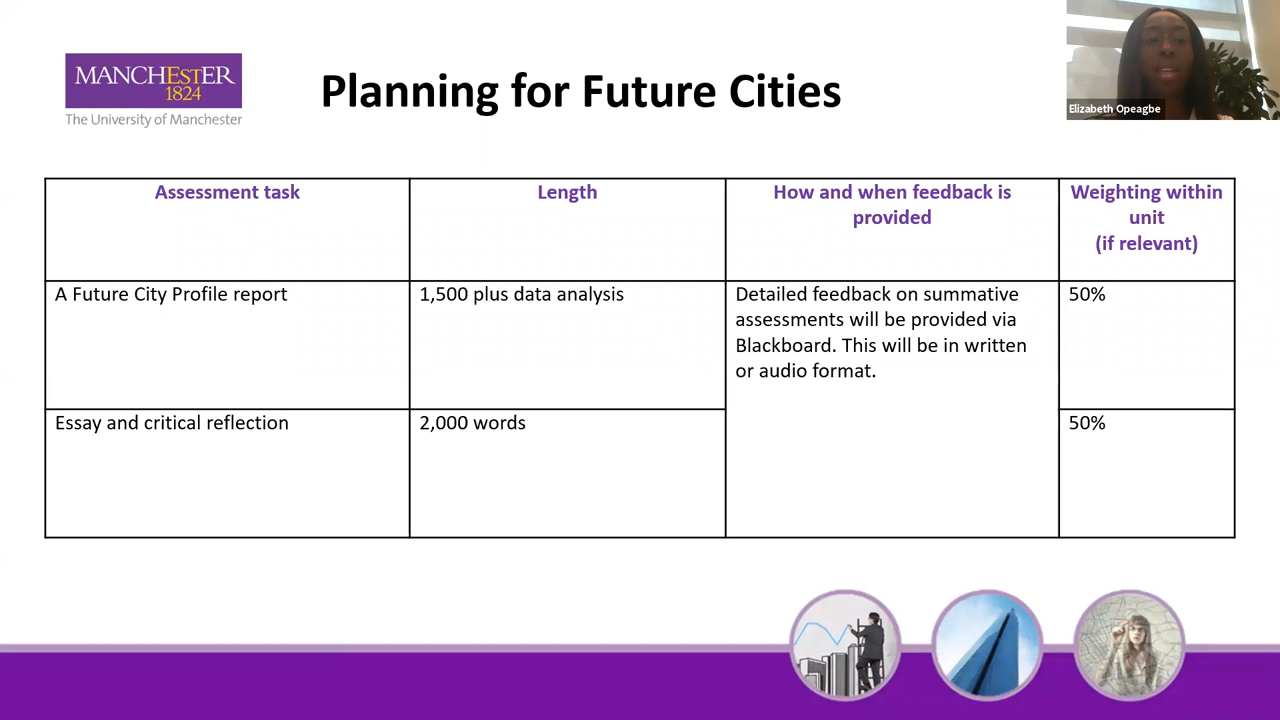 MANCHESTER
1824
The University of Manchester
Planning for Future Cities
Elizabeth Opeagbe
Assessment task
Length
How and when feedback is
provided
Weighting within
unit
(if relevant)
A Future City Profile report
1,500 plus data analysis
Detailed feedback on summative
assessments will be provided via
Blackboard. This will be in written
or audio format.
50%
Essay and critical reflection
2,000 words
50%